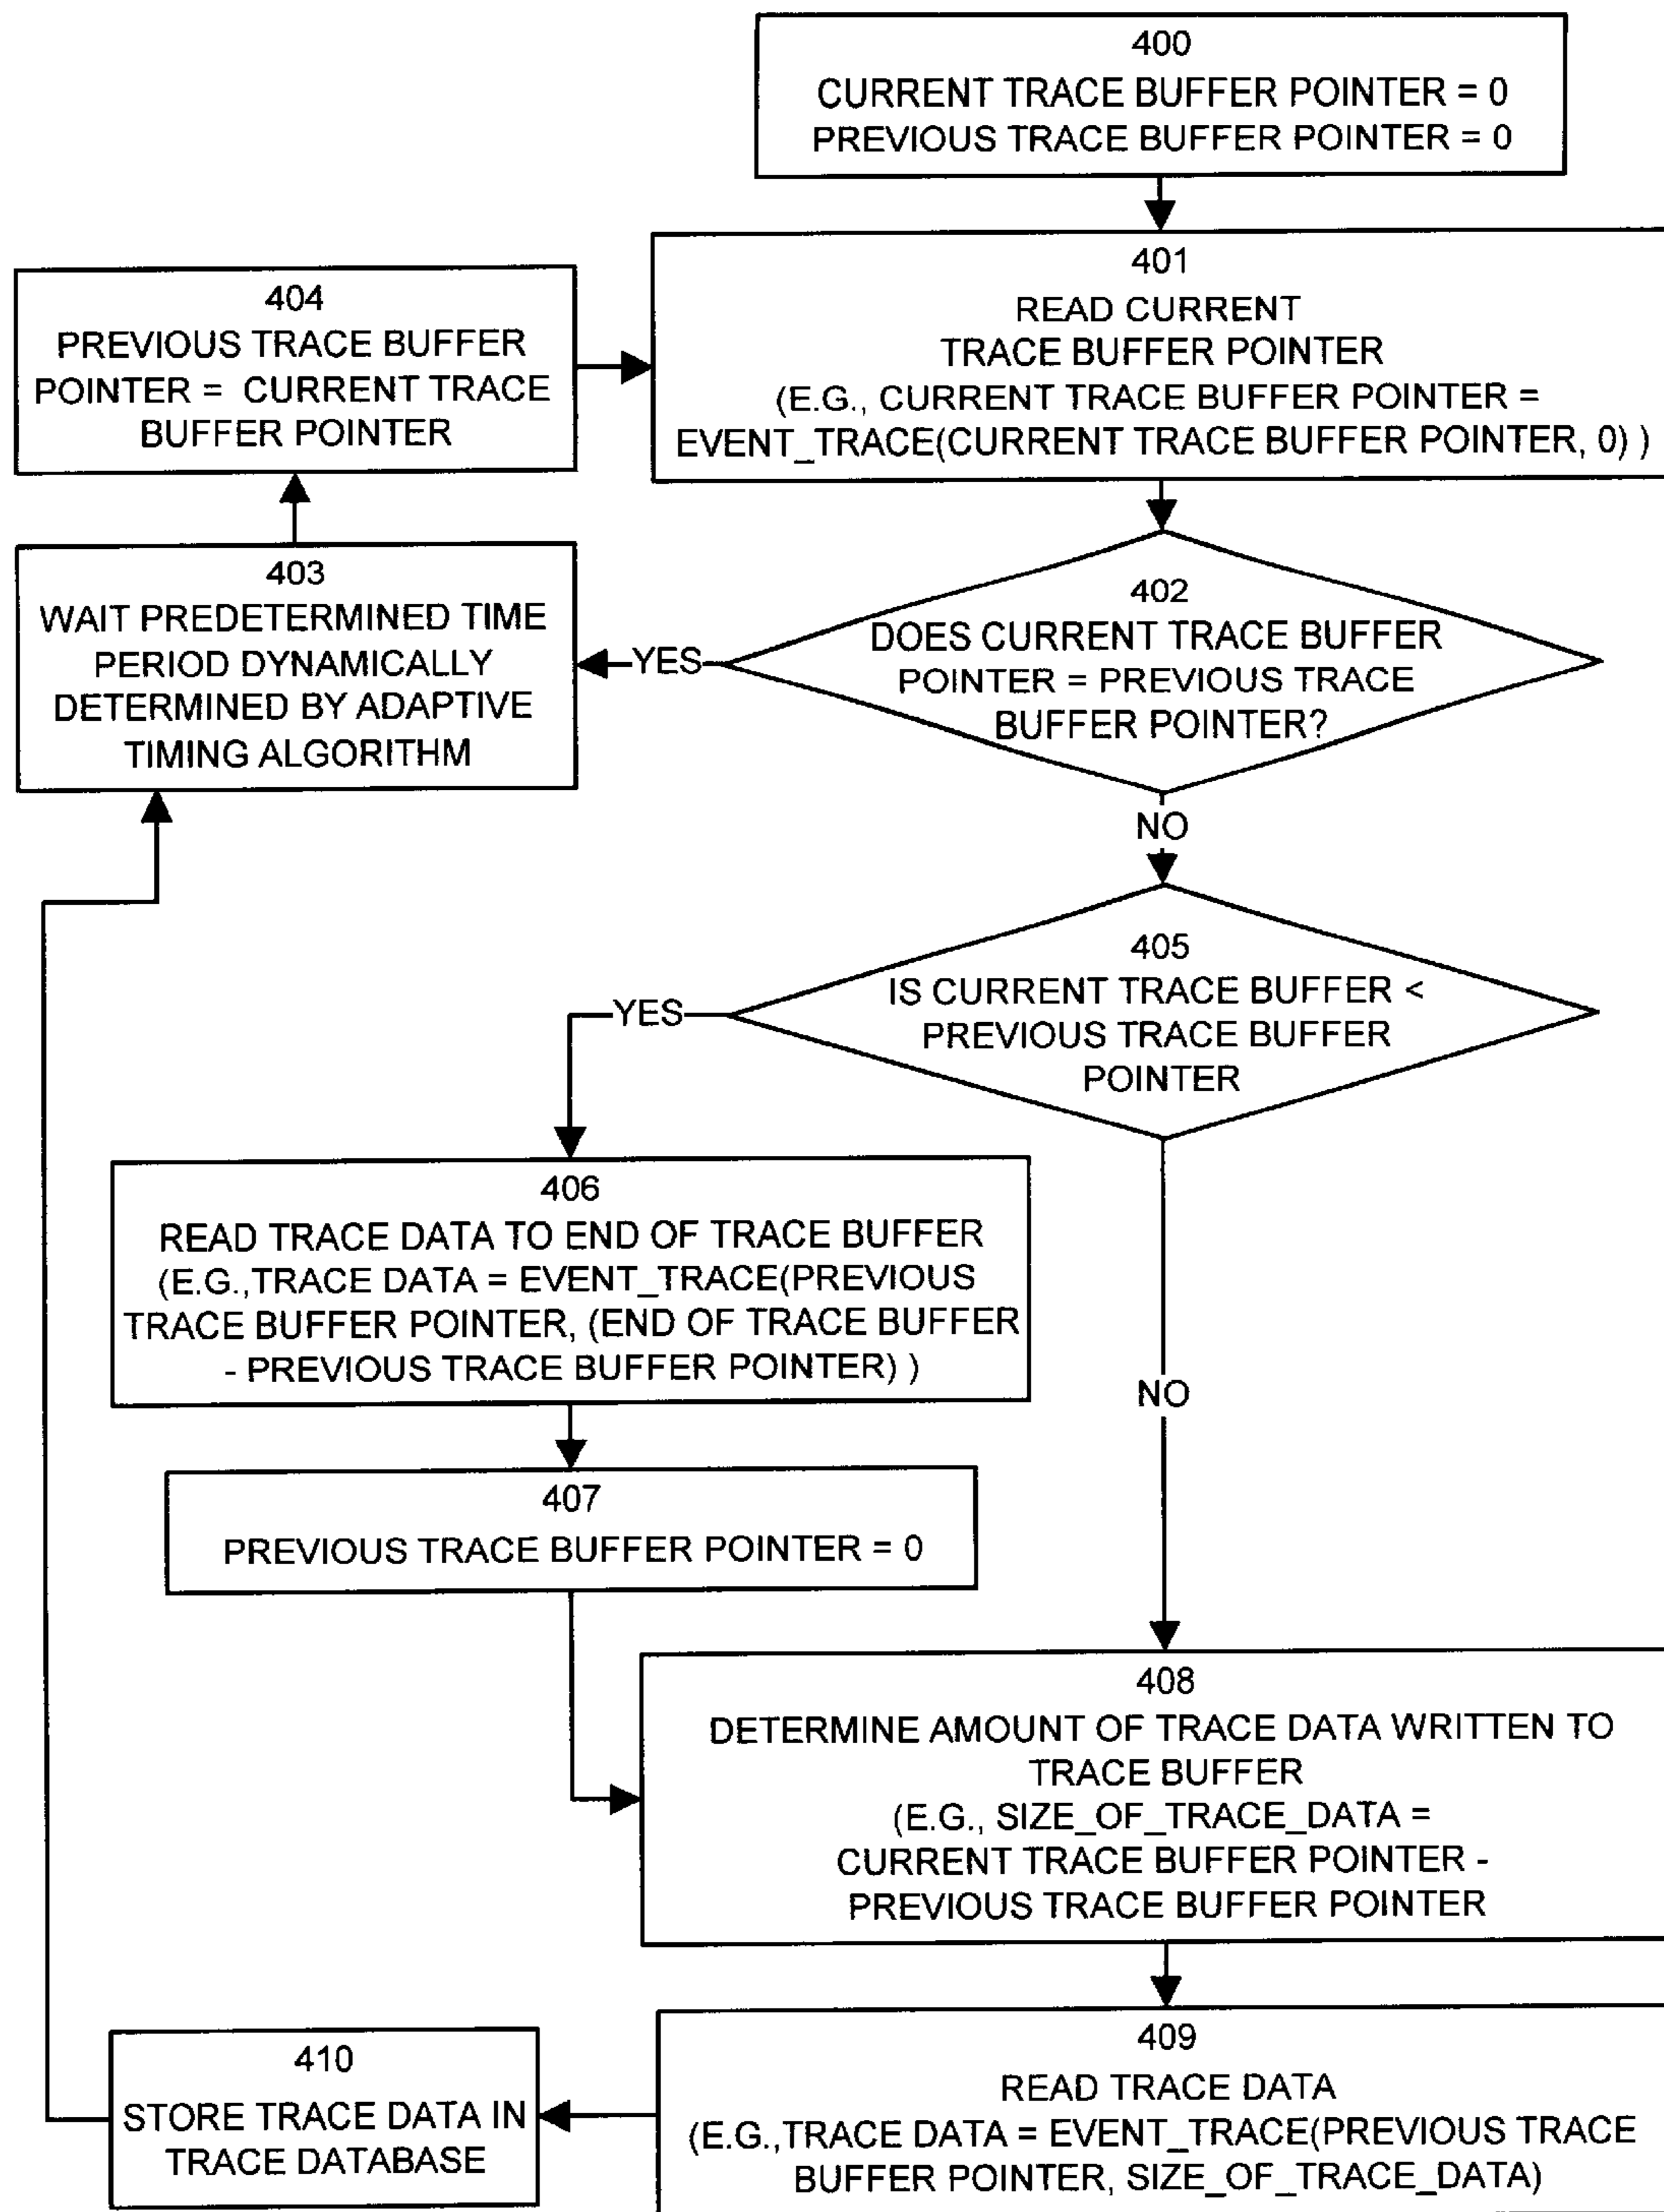 400
CURRENT TRACE BUFFER POINTER = 0
PREVIOUS TRACE BUFFER POINTER = 0
401
READ CURRENT
TRACE BUFFER POINTER
(E.G., CURRENT TRACE BUFFER POINTER =
EVENT_TRACE(CURRENT TRACE BUFFER POINTER, 0) )
404
PREVIOUS TRACE BUFFER
POINTER = CURRENT TRACE
BUFFER POINTER
402
DOES CURRENT TRACE BUFFER
POINTER = PREVIOUS TRACE
BUFFER POINTER?
YES
403
WAIT PREDETERMINED TIME
PERIOD DYNAMICALLY
DETERMINED BY ADAPTIVE
TIMING ALGORITHM
NO
405
IS CURRENT TRACE BUFFER <
PREVIOUS TRACE BUFFER
POINTER
YES
406
READ TRACE DATA TO END OF TRACE BUFFER
(E.G.,TRACE DATA = EVENT_TRACE(PREVIOUS
TRACE BUFFER POINTER, (END OF TRACE BUFFER
- PREVIOUS TRACE BUFFER POINTER) )
NO
407
PREVIOUS TRACE BUFFER POINTER = 0
408
DETERMINE AMOUNT OF TRACE DATA WRITTEN TO
TRACE BUFFER
(E.G., SIZE_OF_TRACE_DATA =
CURRENT TRACE BUFFER POINTER -
PREVIOUS TRACE BUFFER POINTER
409
READ TRACE DATA
(E.G.,TRACE DATA = EVENT_TRACE(PREVIOUS TRACE
BUFFER POINTER, SIZE_OF_TRACE_DATA)
410
STORE TRACE DATA IN
TRACE DATABASE